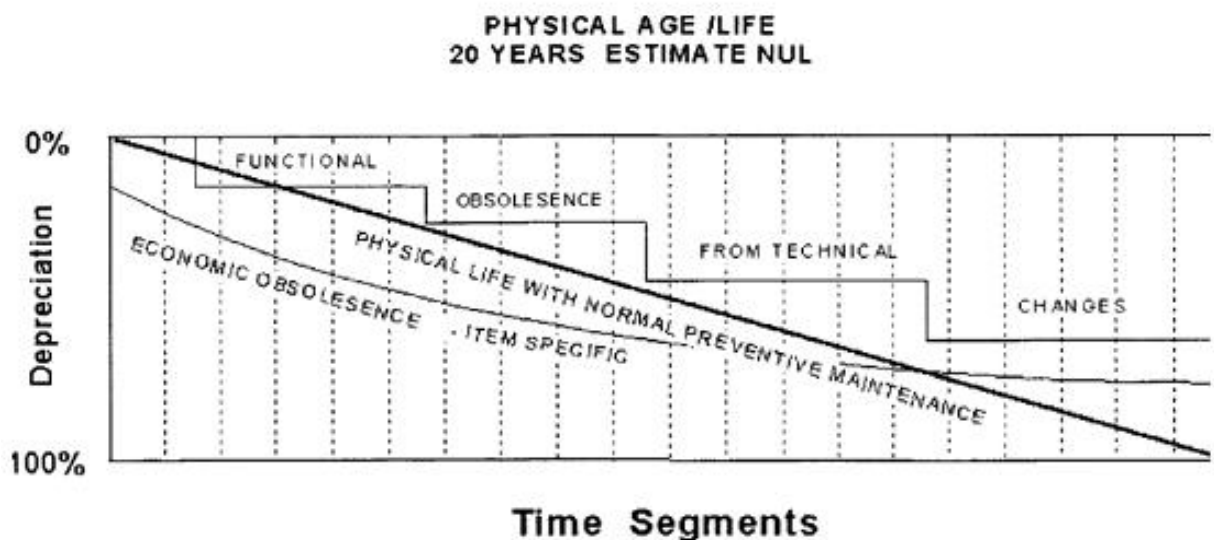 PHYSICAL AGE /LIFE
20 YEARS ESTIMATE NUL
0%
FUNCTIONAL
OBSOLESENCE
FROM TECHNICAL
CHANGES
PHYSICAL LIFE WITH NORMAL PREVENTIVE MAINTENANCE
ECONOMIC OBSOLESENCE - ITEM SPECIFIC
Depreciation
100%
Time Segments